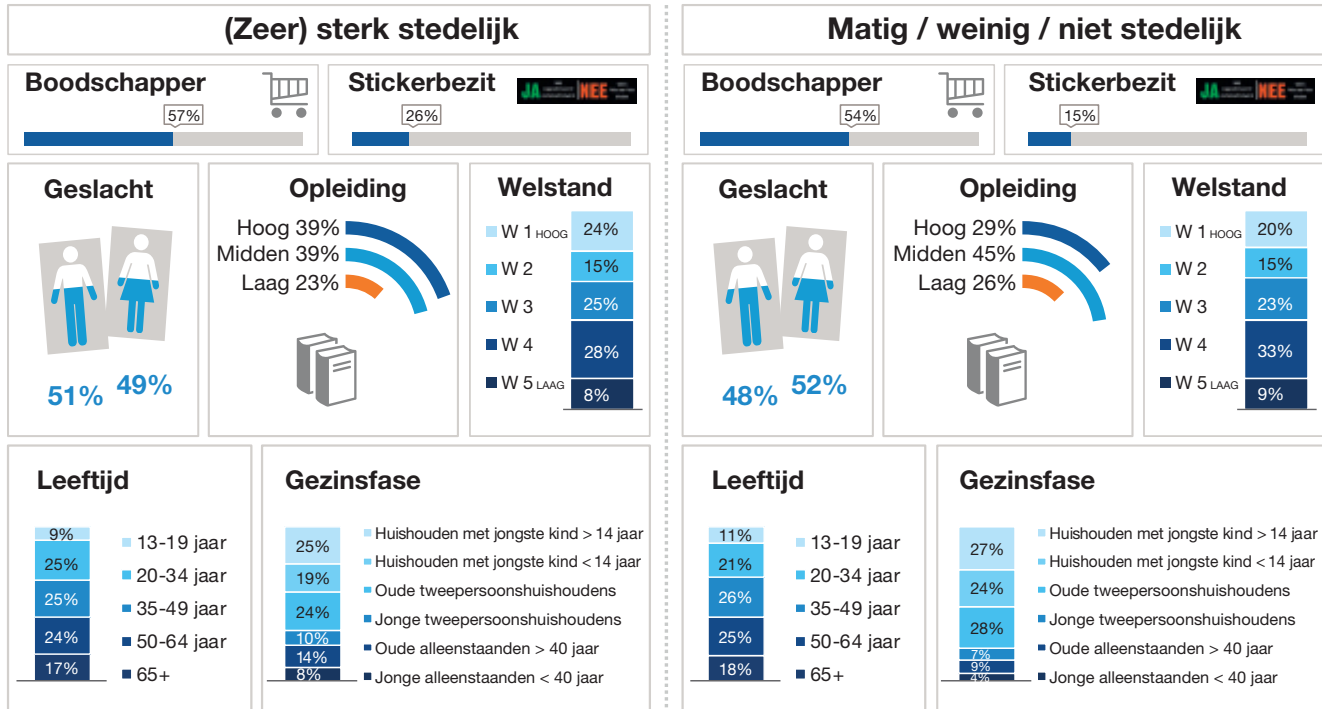 (Zeer) sterk stedelijk
Boodschapper
57%
Stickerbezit
JA NEE
26%
Geslacht
51% 49%
Opleiding
Hoog 39%
Midden 39%
Laag 23%
Welstand
W 1 HOOG 24%
W 2 15%
W 3 25%
W 4 28%
W 5 LAAG 8%
Leeftijd
9% 13-19 jaar
25% 20-34 jaar
25% 35-49 jaar
24% 50-64 jaar
17% 65+
Gezinsfase
25% Huishouden met jongste kind > 14 jaar
19% Huishouden met jongste kind < 14 jaar
24% Oude tweepersoonshuishoudens
10% Jonge tweepersoonshuishoudens
14% Oude alleenstaanden > 40 jaar
8% Jonge alleenstaanden < 40 jaar
Matig / weinig / niet stedelijk
Boodschapper
54%
Stickerbezit
JA NEE
15%
Geslacht
48% 52%
Opleiding
Hoog 29%
Midden 45%
Laag 26%
Welstand
W 1 HOOG 20%
W 2 15%
W 3 23%
W 4 33%
W 5 LAAG 9%
Leeftijd
11% 13-19 jaar
21% 20-34 jaar
26% 35-49 jaar
25% 50-64 jaar
18% 65+
Gezinsfase
27% Huishouden met jongste kind > 14 jaar
24% Huishouden met jongste kind < 14 jaar
28% Oude tweepersoonshuishoudens
7% Jonge tweepersoonshuishoudens
9% Oude alleenstaanden > 40 jaar
4% Jonge alleenstaanden < 40 jaar